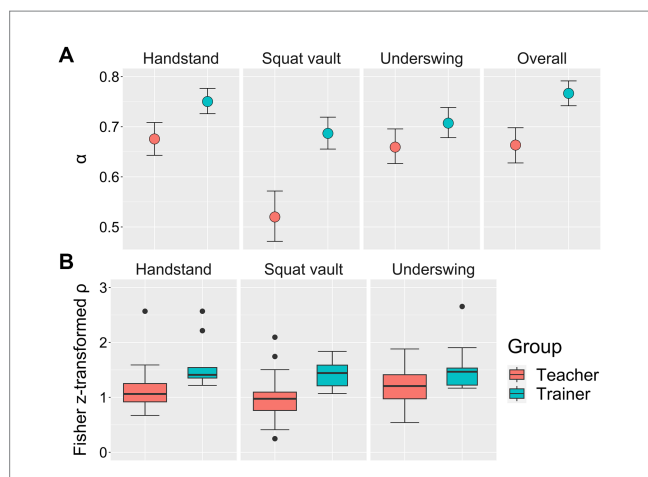 A
Handstand Squat vault Underswing Overall
0.8
0.7
0.6
0.5
α
B
Handstand Squat vault Underswing
3
2
1
0
Fisher z-transformed ρ
Group
Teacher
Trainer